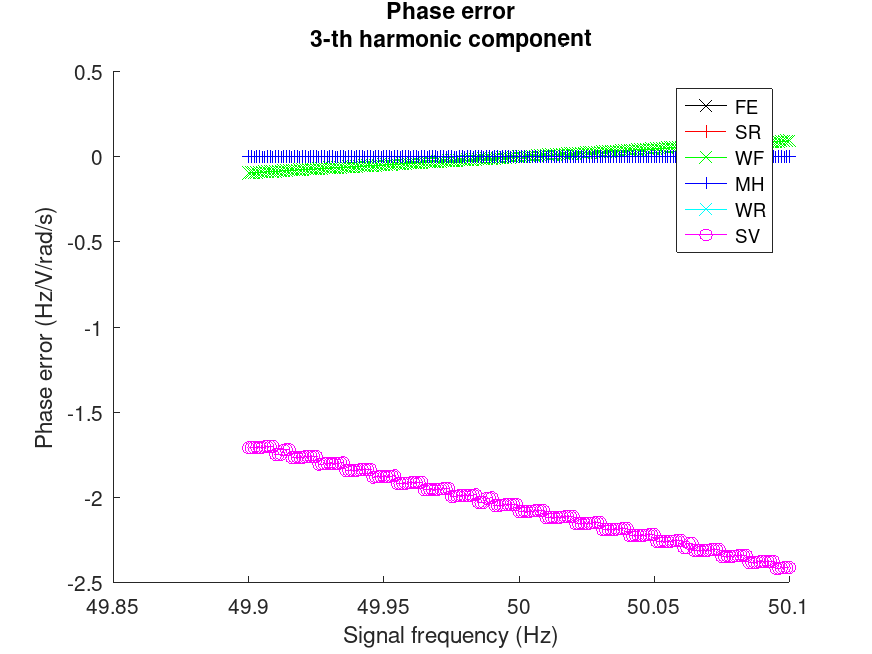 Phase error
3-th harmonic component
0.5
0
-0.5
-1
-1.5
-2
-2.5
Phase error (Hz/V/rad/s)
FE
SR
WF
MH
WR
SV
49.85
49.9
49.95
50
50.05
50.1
Signal frequency (Hz)